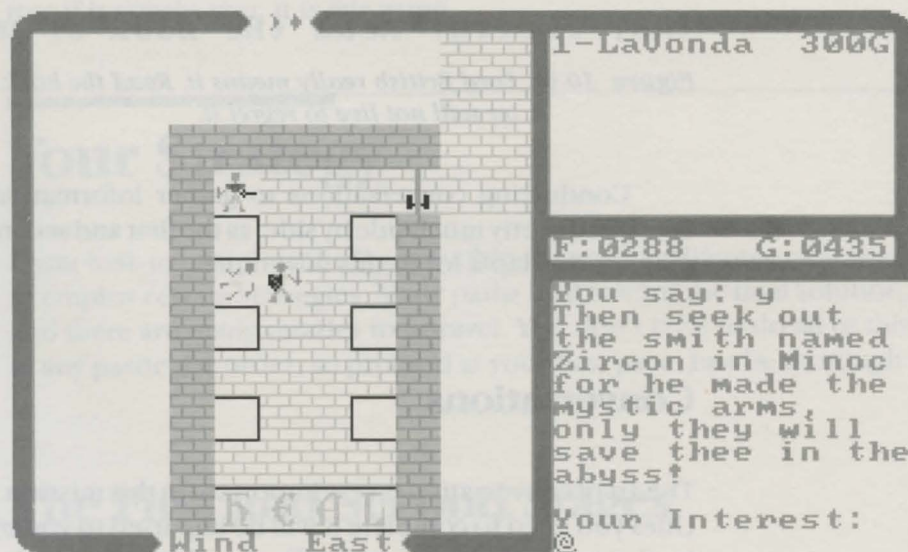 1-LaVonda 300G
F:0288 G:0435
You say: y
Then seek out
the smith named
Zircon in Minoc
for he made the
mystic arms,
only they will
save thee in the
abyss!
Your Interest:
@
HEAL
Wind East